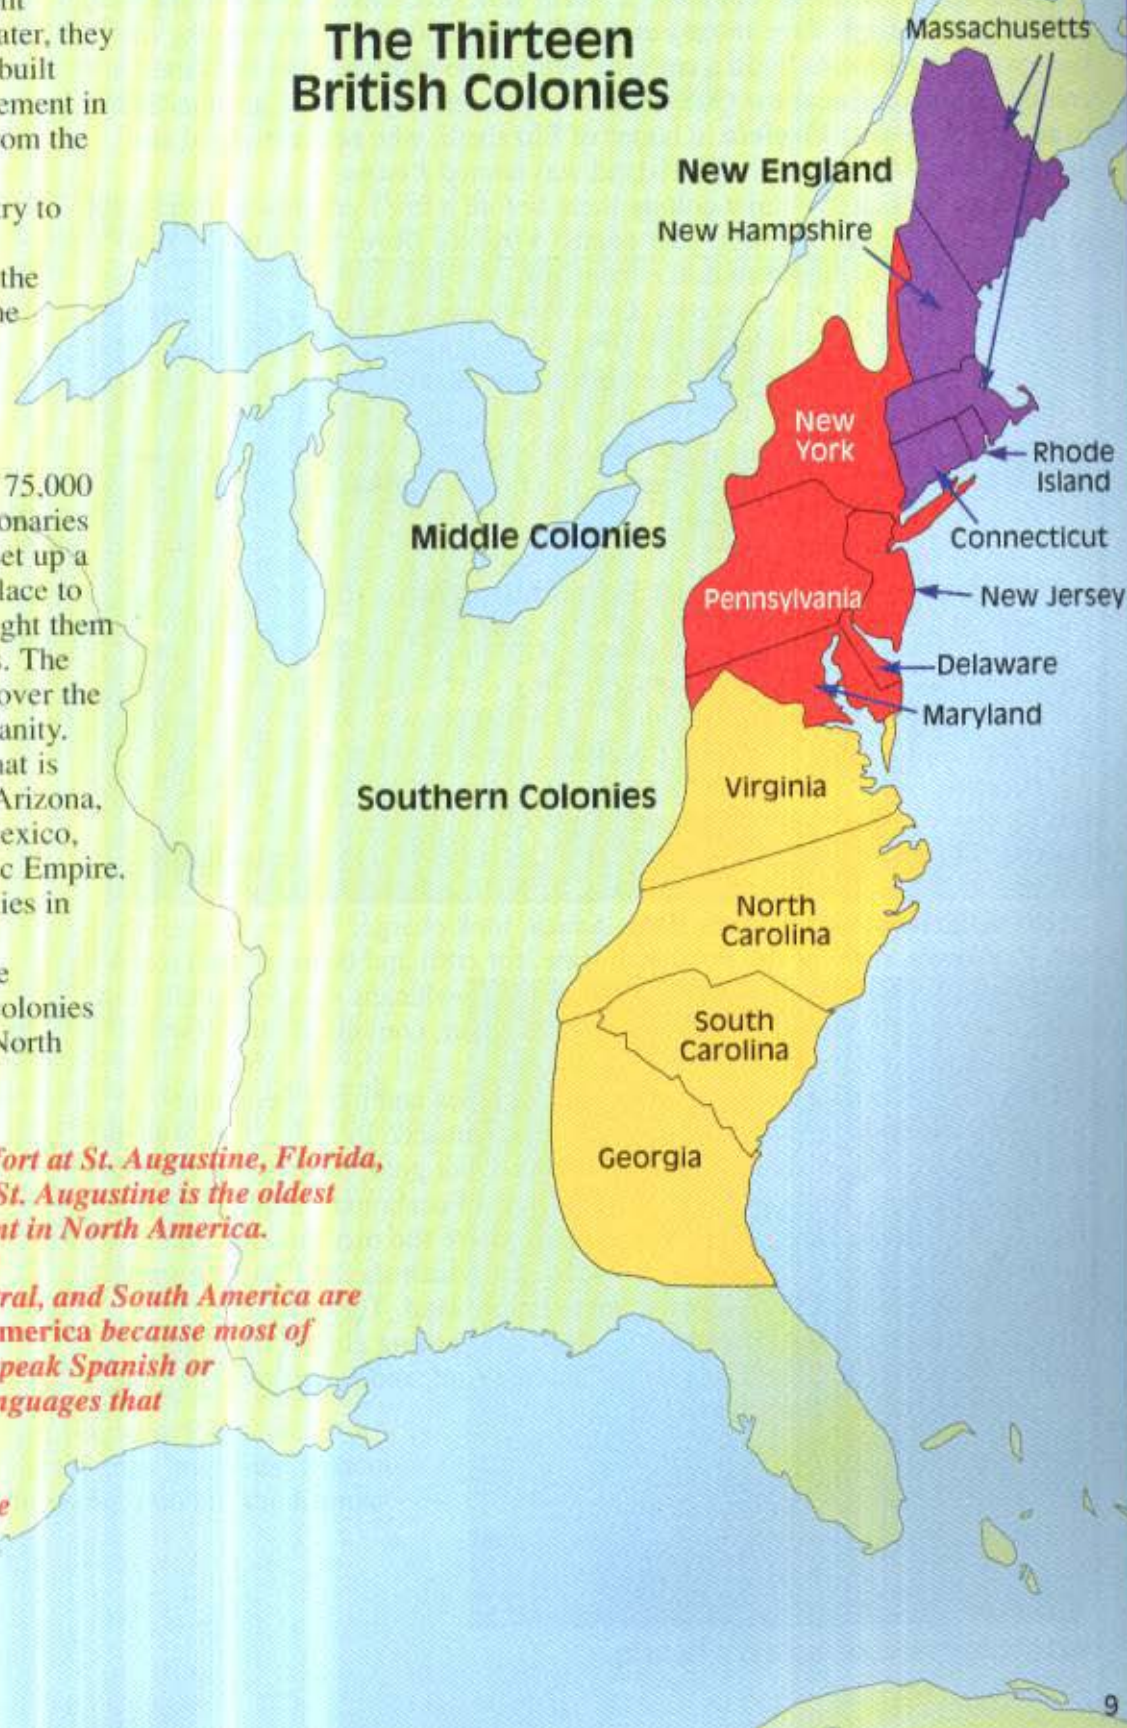 ater, they
built
ement in
om the
ry to
the
ne
75,000
onaries
et up a
lace to
ght them
s. The
over the
anity.
nat is
Arizona,
exico,
c Empire.
ies in
e
olonies
North
fort at St. Augustine, Florida,
St. Augustine is the oldest
nt in North America.
ral, and South America are
merica because most of
peak Spanish or
nguages that
e
The Thirteen
British Colonies
Massachusetts
New England
New Hampshire
New
York
Rhode
Island
Middle Colonies
Connecticut
Pennsylvania
New Jersey
Delaware
Maryland
Southern Colonies
Virginia
North
Carolina
South
Carolina
Georgia
9